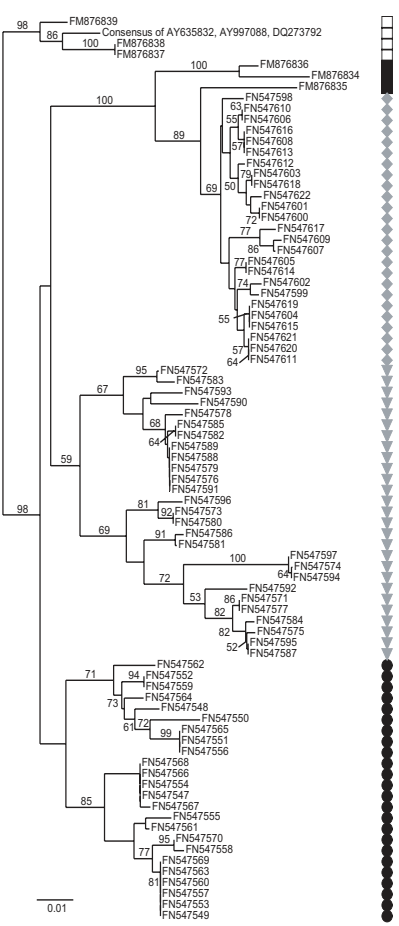 FM876839
98
Consensus of AY635832, AY997088, DQ273792
86
FM876838
100
FM876837
FM876836
100
FM876834
FM876835
100
FN547598
63 FN547610
55 FN547606
FN547616
89
FN547608
57
FN547613
FN547612
79 FN547603
50 FN547618
69
FN547622
FN547601
72 FN547600
FN547617
77
FN547609
86 FN547607
77 FN547605
FN547614
74 FN547602
FN547599
FN547619
55 FN547604
FN547615
FN547621
57 FN547620
64 FN547611
95 FN547572
FN547583
67
FN547593
FN547590
FN547578
68 FN547585
64 FN547582
FN547589
FN547588
59
FN547579
FN547576
FN547591
FN547596
81
92 FN547573
98
FN547580
69
91 FN547586
FN547581
FN547597
100
FN547574
64 FN547594
72
FN547592
53 86 FN547571
FN547577
82
FN547584
82 FN547575
FN547595
52 FN547587
FN547562
71 94 FN547552
FN547559
FN547564
73
FN547548
61 72 FN547550
FN547565
99 FN547551
FN547556
FN547568
FN547566
FN547554
FN547547
85
FN547567
FN547555
FN547561
95 FN547570
77 FN547558
FN547569
FN547563
81 FN547560
FN547557
FN547553
0.01
FN547549